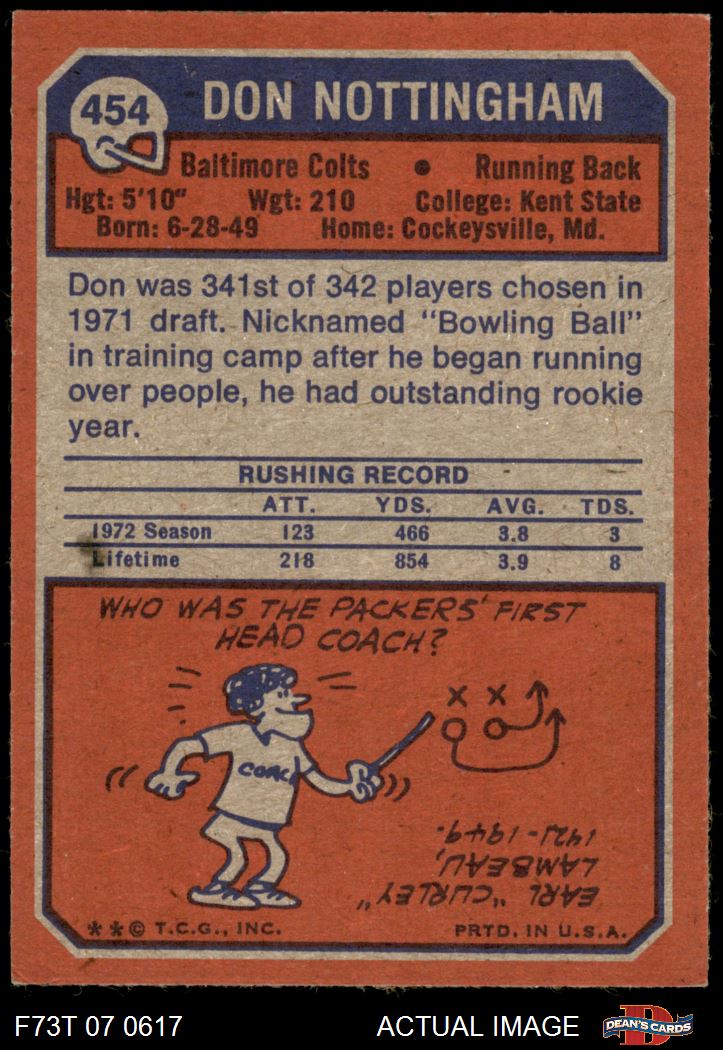 454
DON NOTTINGHAM
Baltimore Colts • Running Back
Hgt: 5'10" Wgt: 210 College: Kent State
Born: 6-28-49 Home: Cockeysville, Md.
Don was 341st of 342 players chosen in
1971 draft. Nicknamed "Bowling Ball"
in training camp after he began running
over people, he had outstanding rookie
year.
RUSHING RECORD
ATT. YDS. AVG. TDS.
1972 Season 123 466 3.8 3
Lifetime 218 854 3.9 8
WHO WAS THE PACKERS' FIRST
HEAD COACH?
X X
COACH
EARL "CURLEY"
LAMBEAU,
1921-1949.
**© T.C.G., INC. PRTD. IN U.S.A.
F73T 07 0617 ACTUAL IMAGE
D
DEAN'S CARDS